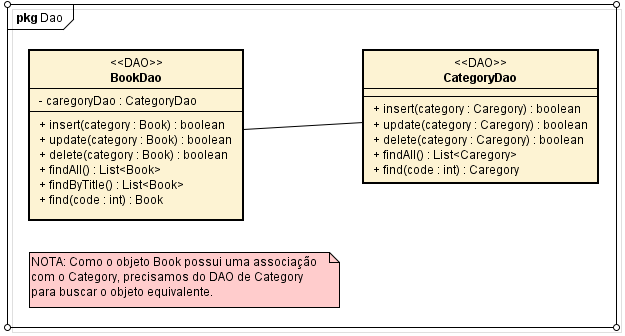 pkg Dao
<<DAO>>
BookDao
- caregoryDao : CategoryDao
+ insert(category : Book) : boolean
+ update(category : Book) : boolean
+ delete(category : Book) : boolean
+ findAll() : List<Book>
+ findByTitle() : List<Book>
+ find(code : int) : Book
<<DAO>>
CategoryDao
+ insert(category : Caregory) : boolean
+ update(category : Caregory) : boolean
+ delete(category : Caregory) : boolean
+ findAll() : List<Caregory>
+ find(code : int) : Caregory
NOTA: Como o objeto Book possui uma associação
com o Category, precisamos do DAO de Category
para buscar o objeto equivalente.